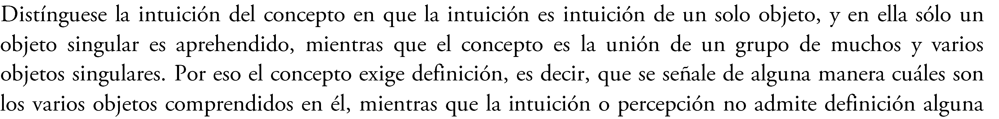 Distínguese la intuición del concepto en que la intuición es intuición de un solo objeto, y en ella sólo un
objeto singular es aprehendido, mientras que el concepto es la unión de un grupo de muchos y varios
objetos singulares. Por eso el concepto exige definición, es decir, que se señale de alguna manera cuáles son
los varios objetos comprendidos en él, mientras que la intuición o percepción no admite definición alguna